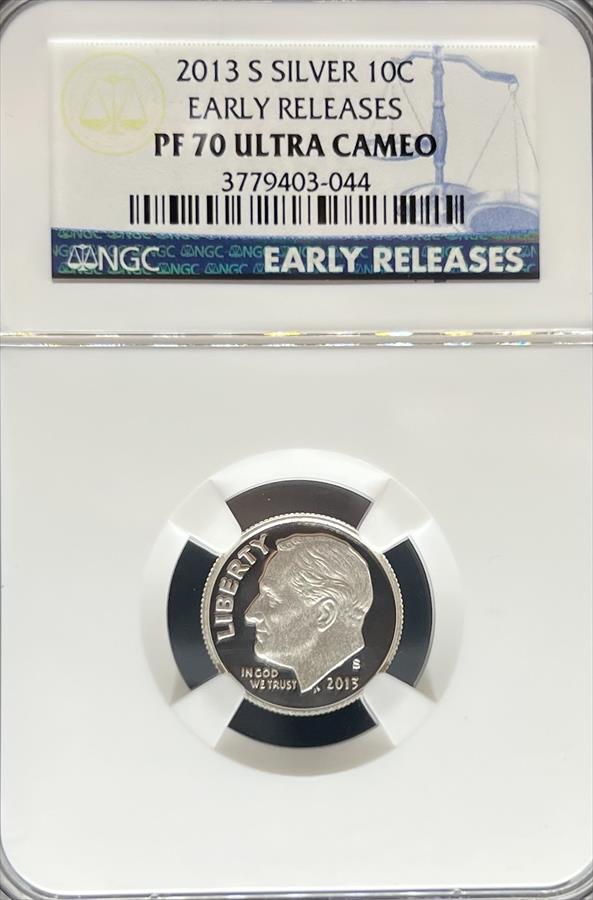 2013 S SILVER 10C
EARLY RELEASES
PF 70 ULTRA CAMEO
3779403-044
NGC EARLY RELEASES
LIBERTY
IN GOD
WE TRUST
S
2013